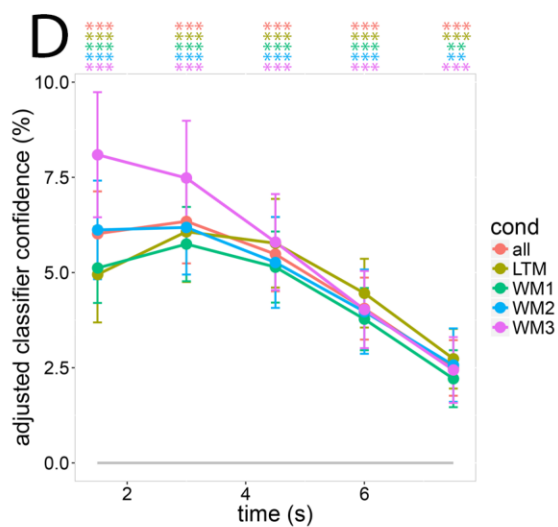 D
*** *** *** *** ***
*** *** *** *** ***
*** *** *** *** **
*** *** *** *** **
*** *** *** *** ***
10.0
7.5
5.0
2.5
0.0
adjusted classifier confidence (%)
2 4 6
time (s)
cond
all
LTM
WM1
WM2
WM3